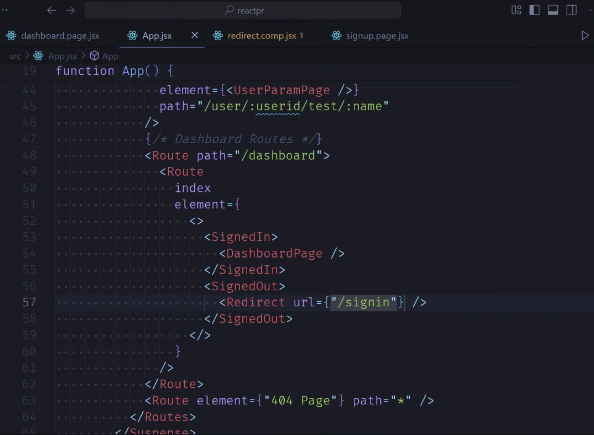 reactpr
dashboard.page.jsx App.jsx redirect.comp.jsx 1 signup.page.jsx
src > App.jsx > App
19 function App() {
44 element={<UserParamPage />}
45 path="/user/:userid/test/:name"
46 />
47 {/* Dashboard Routes */}
48 <Route path="/dashboard">
49 <Route
50 index
51 element={
52 <>
53 <SignedIn>
54 <DashboardPage />
55 </SignedIn>
56 <SignedOut>
57 <Redirect url={"/signin"} />
58 </SignedOut>
59 </>
60 }
61 />
62 </Route>
63 <Route element={"404 Page"} path="*" />
64 </Routes>
65 </Suspense>